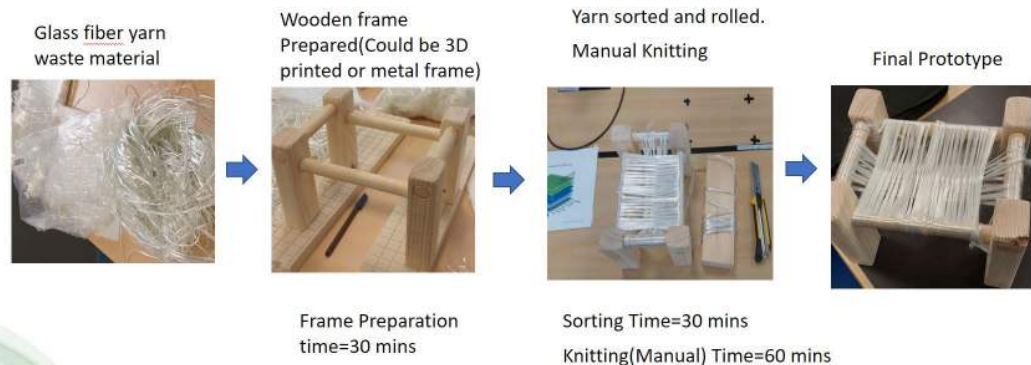 Glass fiber yarn
waste material
Wooden frame
Prepared(Could be 3D
printed or metal frame)
Yarn sorted and rolled.
Manual Knitting
Final Prototype
Frame Preparation
time=30 mins
Sorting Time=30 mins
Knitting(Manual) Time=60 mins